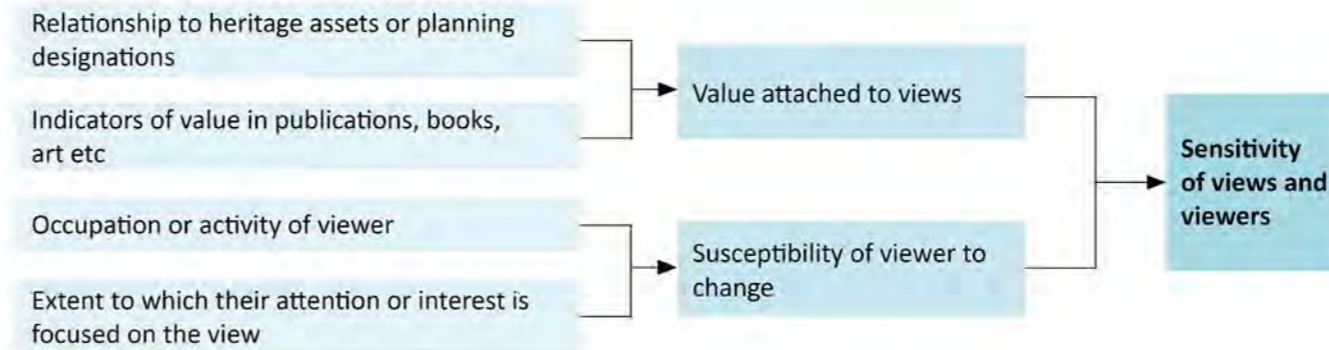 Relationship to heritage assets or planning
designations
Indicators of value in publications, books,
art etc
Occupation or activity of viewer
Extent to which their attention or interest is
focused on the view
Value attached to views
Susceptibility of viewer to
change
Sensitivity
of views and
viewers